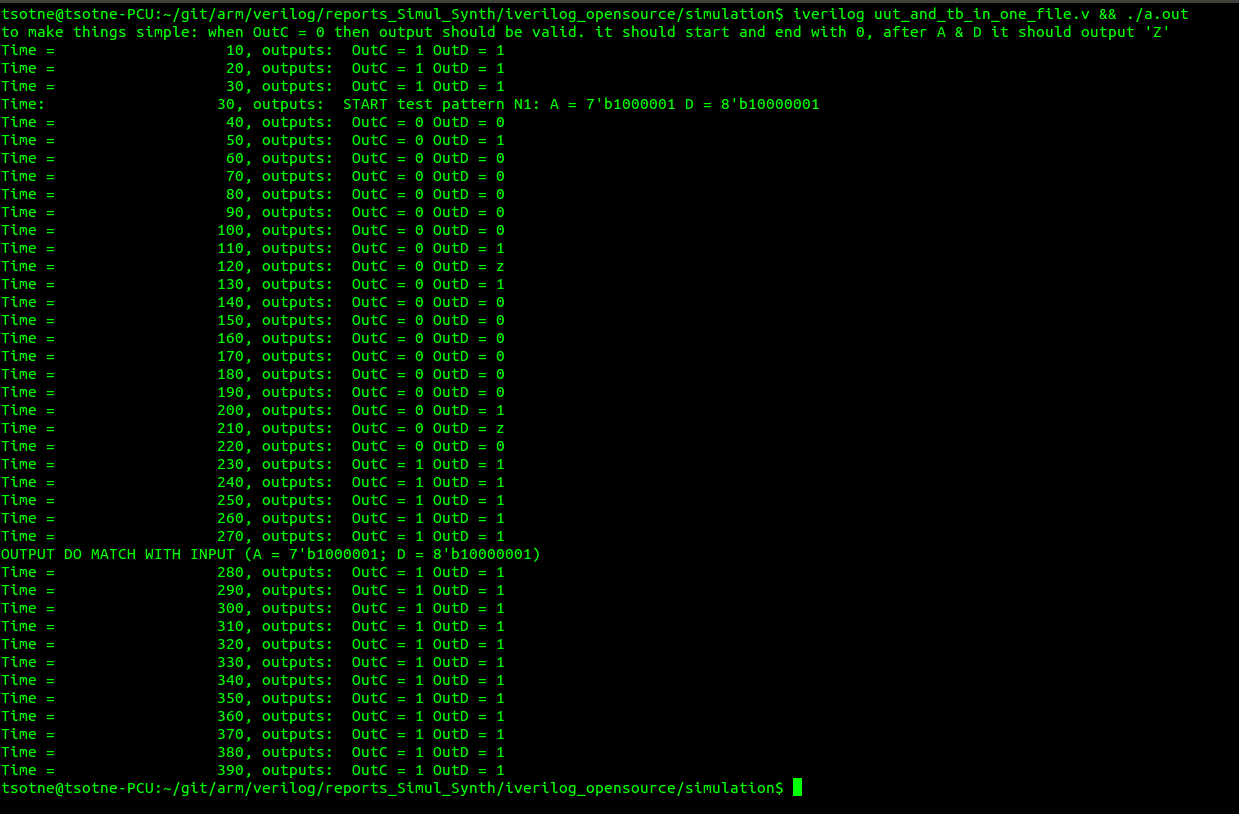 tsotne@tsotne-PCU:~/git/arm/verilog/reports_Simul_Synth/iverilog_opensource/simulation$ iverilog uut_and_tb_in_one_file.v && ./a.out
to make things simple: when OutC = 0 then output should be valid. it should start and end with 0, after A & D it should output 'Z'
Time =                   10, outputs:  OutC = 1 OutD = 1
Time =                   20, outputs:  OutC = 1 OutD = 1
Time =                   30, outputs:  OutC = 1 OutD = 1
Time:                   30, outputs:  START test pattern N1: A = 7'b1000001 D = 8'b10000001
Time =                   40, outputs:  OutC = 0 OutD = 0
Time =                   50, outputs:  OutC = 0 OutD = 1
Time =                   60, outputs:  OutC = 0 OutD = 0
Time =                   70, outputs:  OutC = 0 OutD = 0
Time =                   80, outputs:  OutC = 0 OutD = 0
Time =                   90, outputs:  OutC = 0 OutD = 0
Time =                  100, outputs:  OutC = 0 OutD = 0
Time =                  110, outputs:  OutC = 0 OutD = 1
Time =                  120, outputs:  OutC = 0 OutD = z
Time =                  130, outputs:  OutC = 0 OutD = 1
Time =                  140, outputs:  OutC = 0 OutD = 0
Time =                  150, outputs:  OutC = 0 OutD = 0
Time =                  160, outputs:  OutC = 0 OutD = 0
Time =                  170, outputs:  OutC = 0 OutD = 0
Time =                  180, outputs:  OutC = 0 OutD = 0
Time =                  190, outputs:  OutC = 0 OutD = 0
Time =                  200, outputs:  OutC = 0 OutD = 1
Time =                  210, outputs:  OutC = 0 OutD = z
Time =                  220, outputs:  OutC = 0 OutD = 0
Time =                  230, outputs:  OutC = 1 OutD = 1
Time =                  240, outputs:  OutC = 1 OutD = 1
Time =                  250, outputs:  OutC = 1 OutD = 1
Time =                  260, outputs:  OutC = 1 OutD = 1
Time =                  270, outputs:  OutC = 1 OutD = 1
OUTPUT DO MATCH WITH INPUT (A = 7'b1000001; D = 8'b10000001)
Time =                  280, outputs:  OutC = 1 OutD = 1
Time =                  290, outputs:  OutC = 1 OutD = 1
Time =                  300, outputs:  OutC = 1 OutD = 1
Time =                  310, outputs:  OutC = 1 OutD = 1
Time =                  320, outputs:  OutC = 1 OutD = 1
Time =                  330, outputs:  OutC = 1 OutD = 1
Time =                  340, outputs:  OutC = 1 OutD = 1
Time =                  350, outputs:  OutC = 1 OutD = 1
Time =                  360, outputs:  OutC = 1 OutD = 1
Time =                  370, outputs:  OutC = 1 OutD = 1
Time =                  380, outputs:  OutC = 1 OutD = 1
Time =                  390, outputs:  OutC = 1 OutD = 1
tsotne@tsotne-PCU:~/git/arm/verilog/reports_Simul_Synth/iverilog_opensource/simulation$